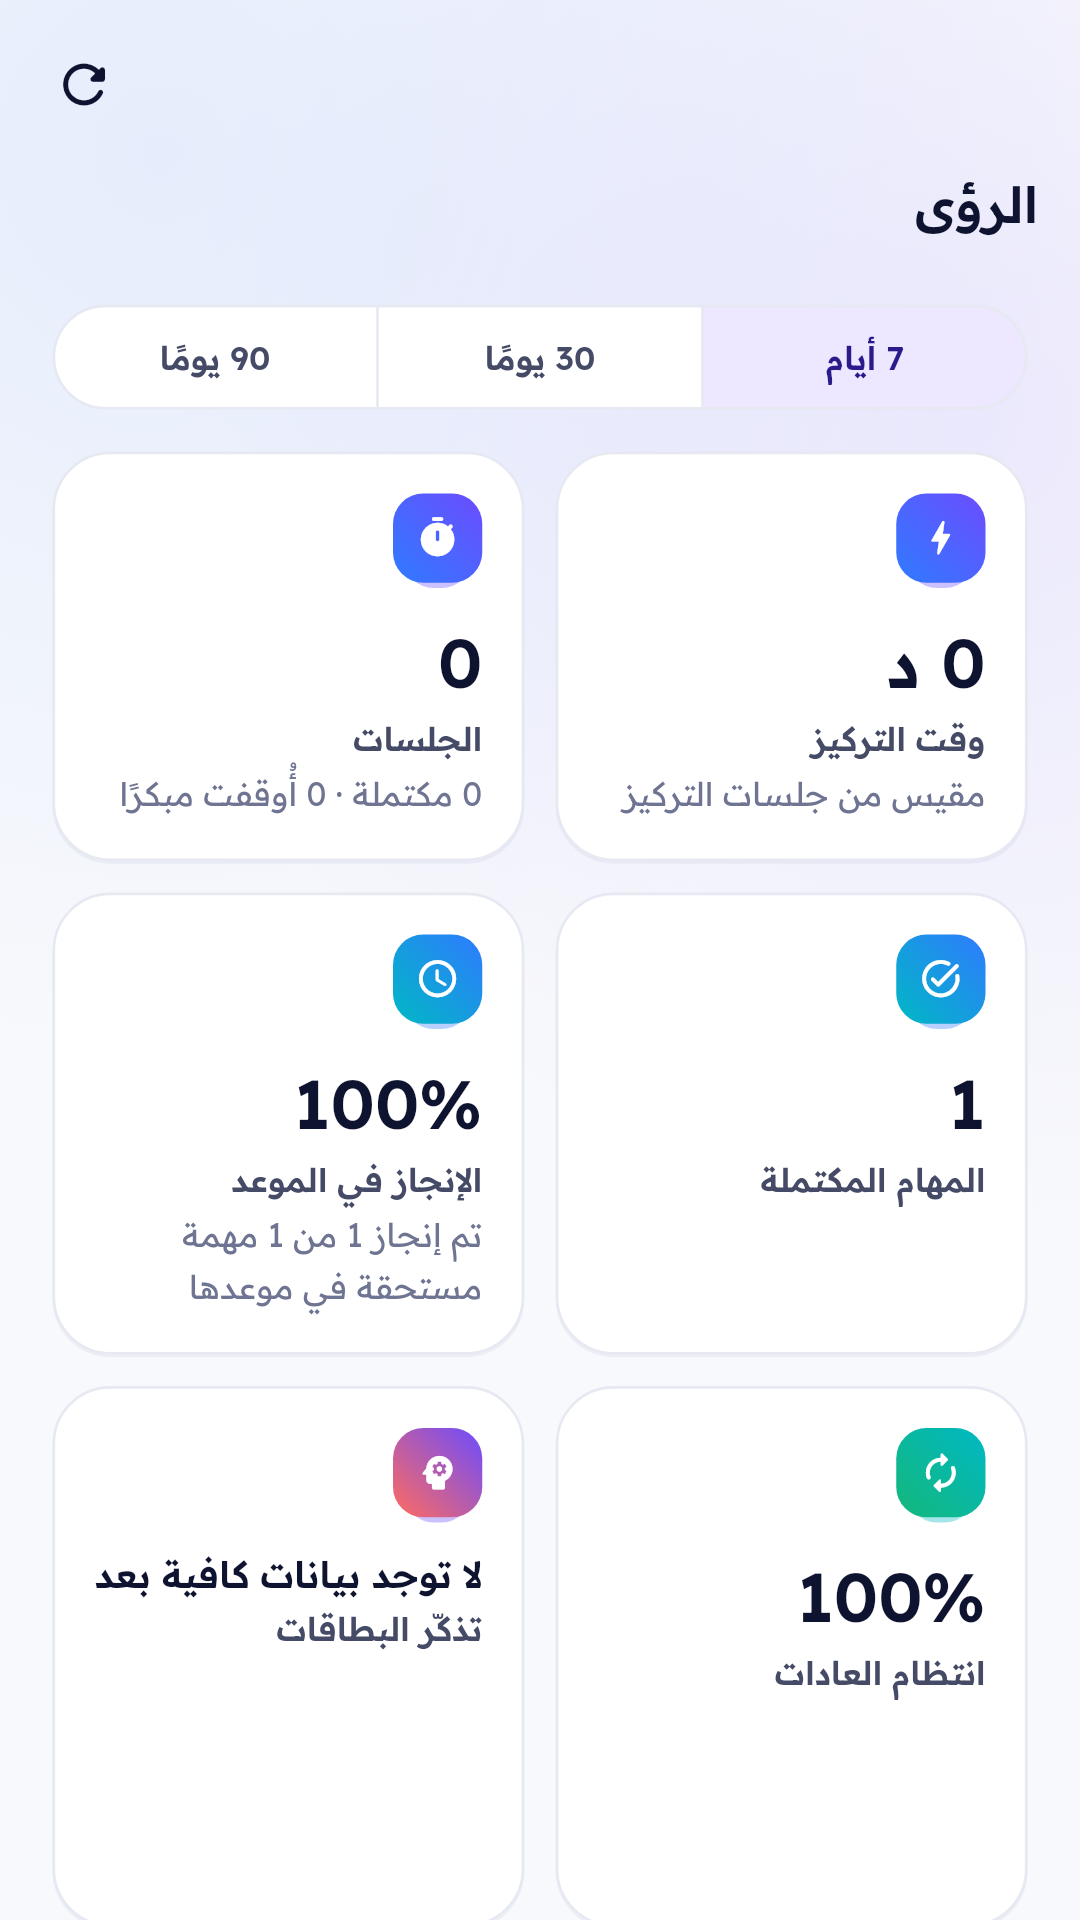 الرؤى
7 أيام
30 يومًا
90 يومًا
0 د
وقت التركيز
مقيس من جلسات التركيز
0
الجلسات
0 مكتملة · 0 أُوقفت مبكرًا
1
المهام المكتملة
100%
الإنجاز في الموعد
تم إنجاز 1 من 1 مهمة
مستحقة في موعدها
100%
انتظام العادات
لا توجد بيانات كافية بعد
تذكّر البطاقات